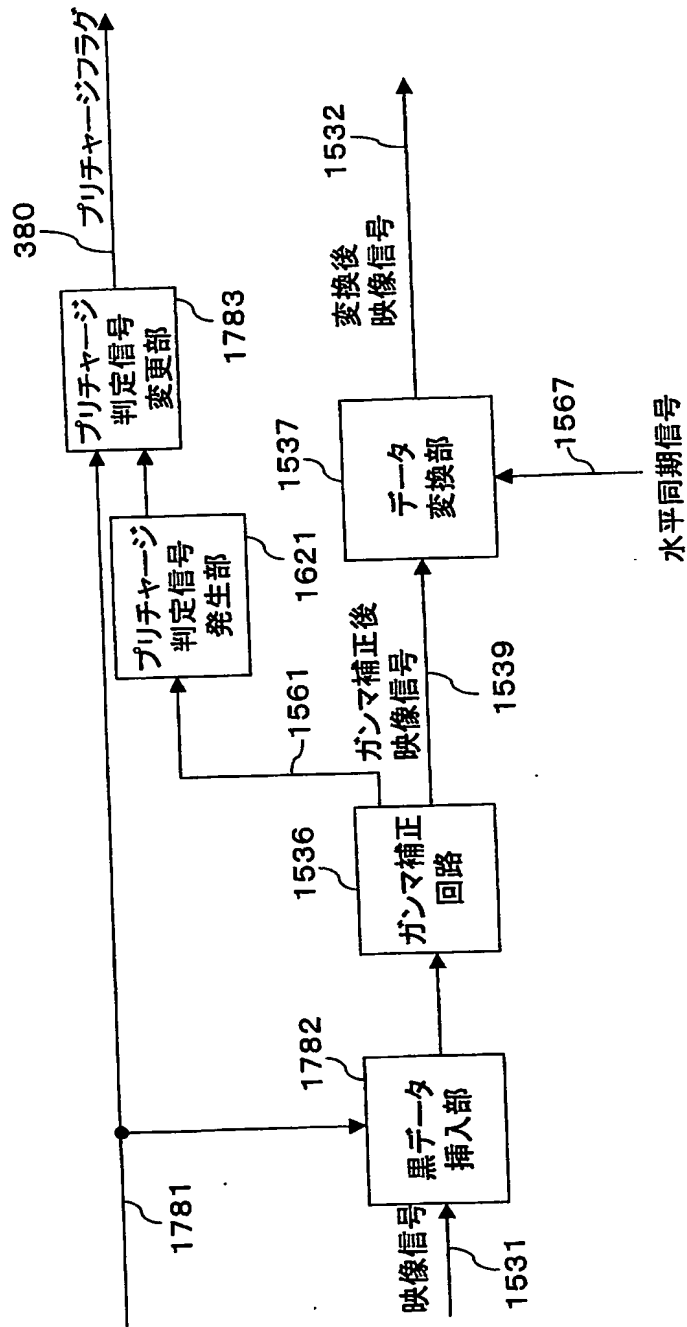 380
プリチャージフラグ
プリチャージ
判定信号
変更部
1783
プリチャージ
判定信号
発生部
1621
1561
1532
変換後
映像信号
1537
データ
変換部
1567
水平同期信号
ガンマ補正後
映像信号
1539
1536
ガンマ補正
回路
1782
黒データ
挿入部
1781
映像信号
1531